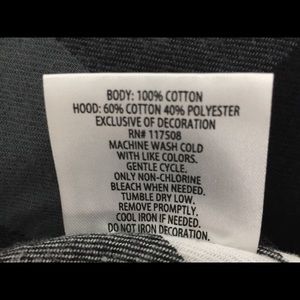 BODY: 100% COTTON
HOOD: 60% COTTON 40% POLYESTER
EXCLUSIVE OF DECORATION
RN# 117508
MACHINE WASH COLD
WITH LIKE COLORS.
GENTLE CYCLE.
ONLY NON-CHLORINE
BLEACH WHEN NEEDED.
TUMBLE DRY LOW.
REMOVE PROMPTLY.
COOL IRON IF NEEDED.
DO NOT IRON DECORATION.